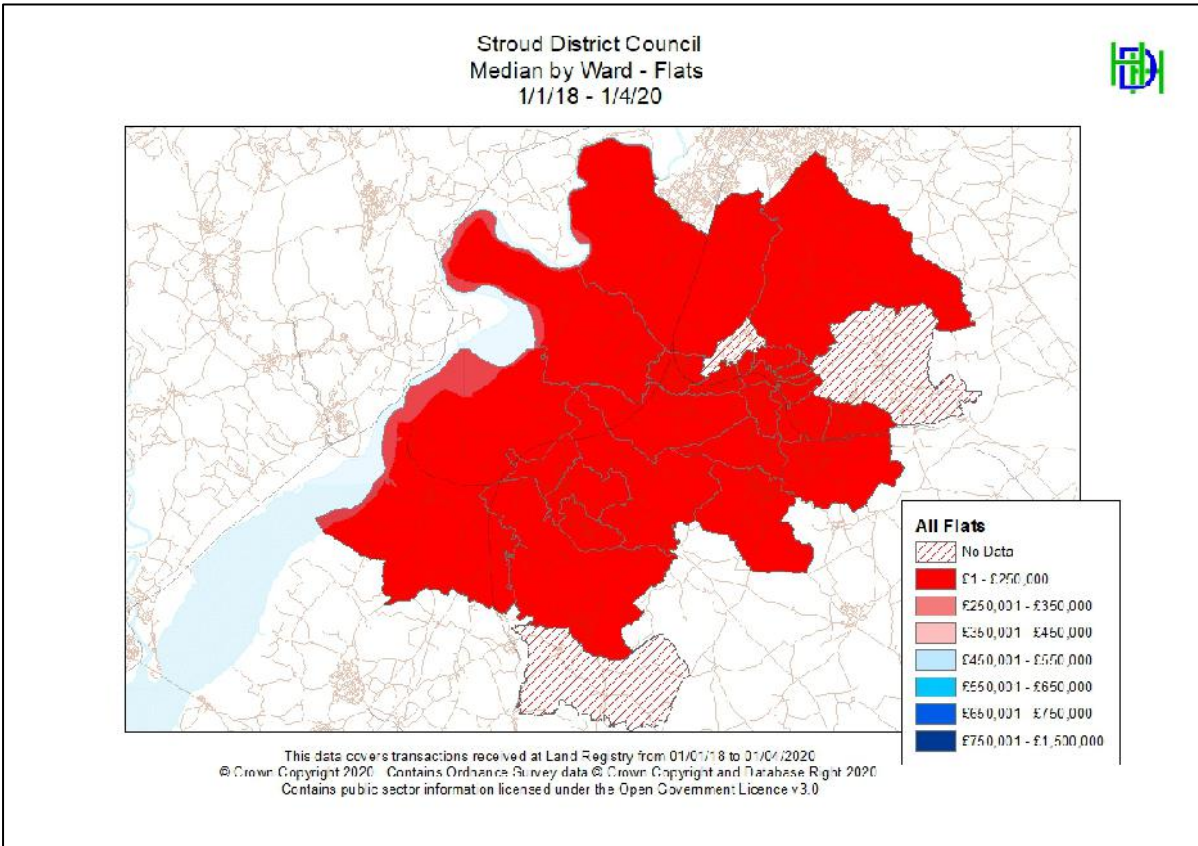 Stroud District Council
Median by Ward - Flats
1/1/18 - 1/4/20
HDH
All Flats
No Data
£1 - £250,000
£250,001 - £350,000
£350,001 - £450,000
£450,001 - £550,000
£550,001 - £650,000
£650,001 - £750,000
£750,001 - £1,500,000
This data covers transactions received at Land Registry from 01/01/18 to 01/04/2020
© Crown Copyright 2020 Contains Ordnance Survey data © Crown Copyright and Database Right 2020
Contains public sector information licensed under the Open Government Licence v3.0